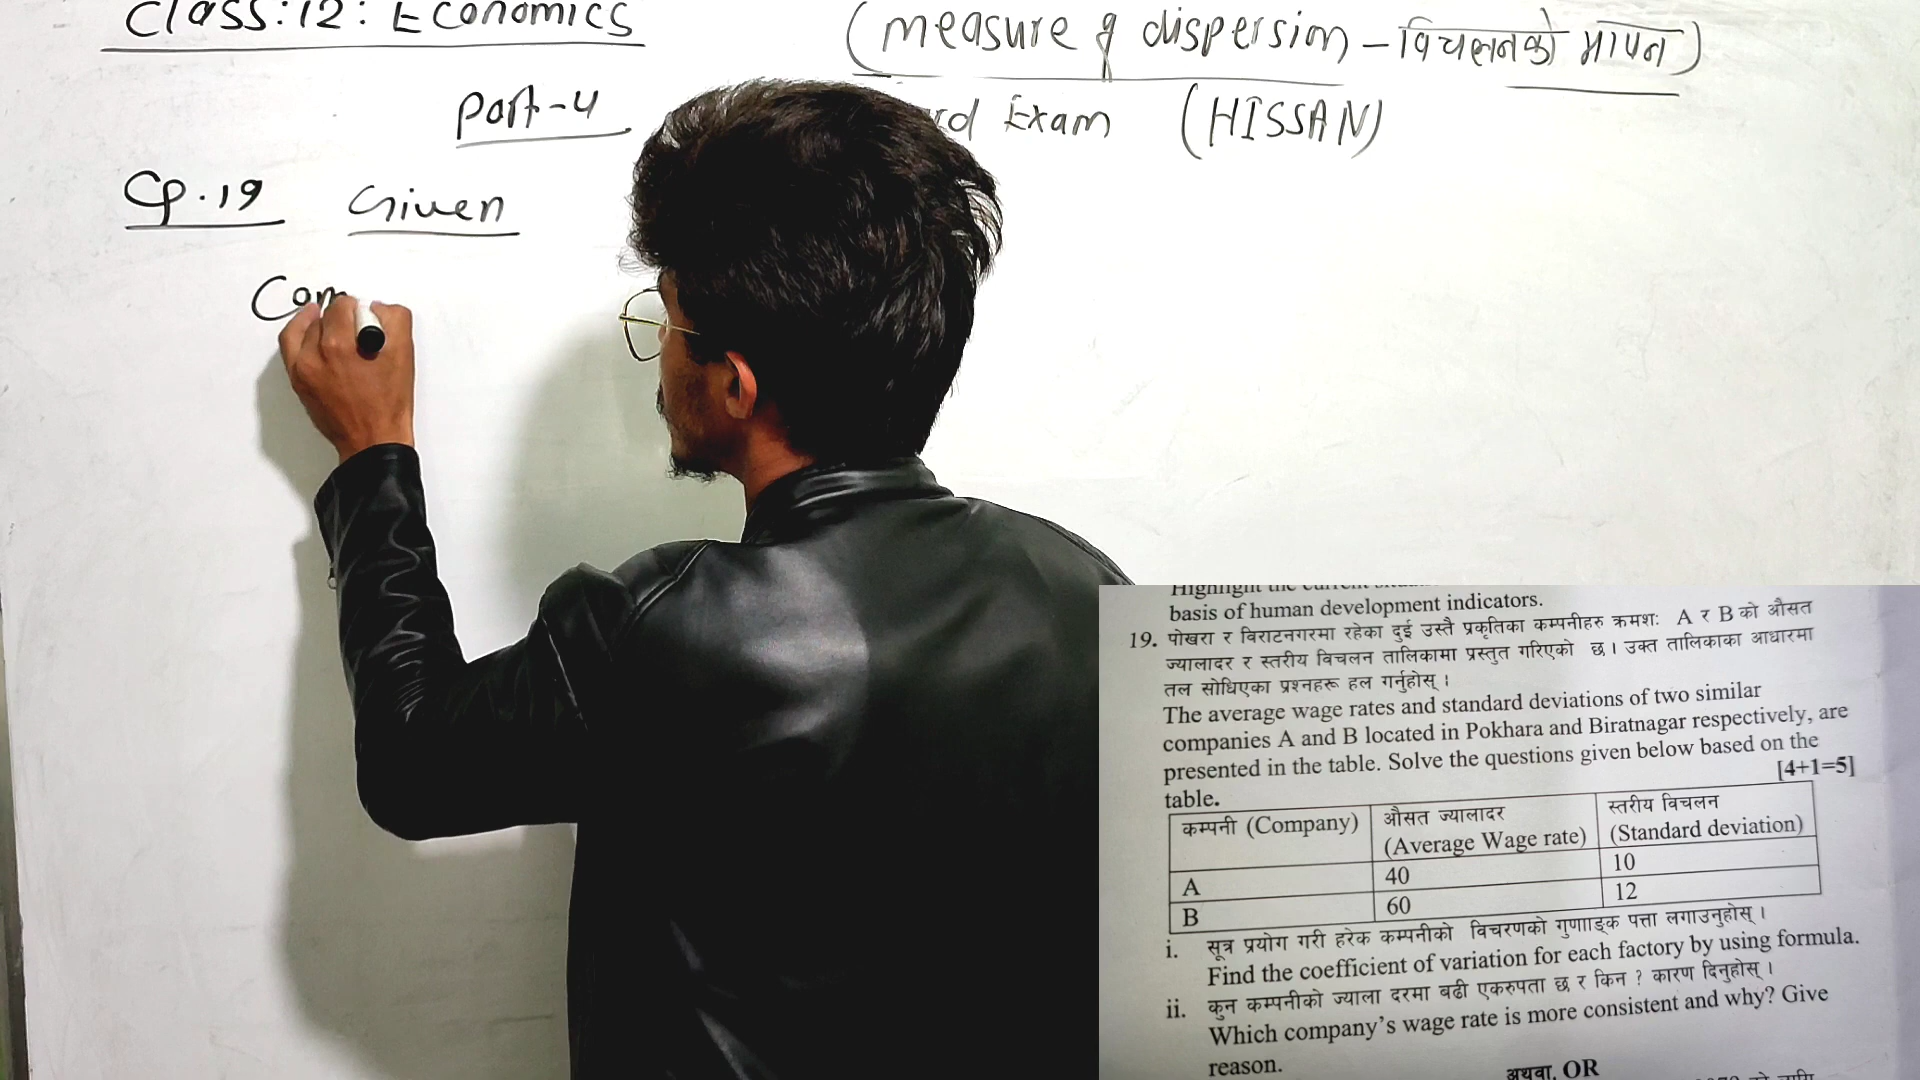 Class:12: Economics
(measure of dispersion – विचलनको मापन)
Part-4
Exam (HISSAN)
Q.19 Given
Com
basis of human development indicators.
19. पोखरा र विराटनगरमा रहेका दुई उस्तै प्रकृतिका कम्पनीहरु क्रमशः A र B को औसत
ज्यालादर र स्तरीय विचलन तालिकामा प्रस्तुत गरिएको छ । उक्त तालिकाका आधारमा
तल सोधिएका प्रश्नहरू हल गर्नुहोस् ।
The average wage rates and standard deviations of two similar
companies A and B located in Pokhara and Biratnagar respectively, are
presented in the table. Solve the questions given below based on the
table. [4+1=5]
कम्पनी (Company) औसत ज्यालादर (Average Wage rate) स्तरीय विचलन (Standard deviation)
A 40 10
B 60 12
i. सूत्र प्रयोग गरी हरेक कम्पनीको विचरणको गुणााङ्क पत्ता लगाउनुहोस् ।
Find the coefficient of variation for each factory by using formula.
ii. कुन कम्पनीको ज्याला दरमा बढी एकरुपता छ र किन ? कारण दिनुहोस् ।
Which company's wage rate is more consistent and why? Give
reason.
अथवा, OR